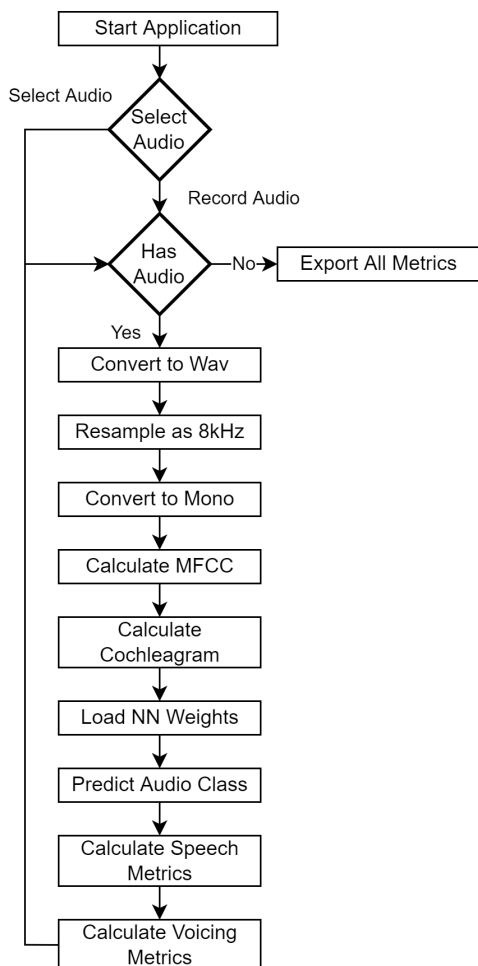 Start Application
Select Audio
Select
Audio
Record Audio
Has
Audio
No
Export All Metrics
Yes
Convert to Wav
Resample as 8kHz
Convert to Mono
Calculate MFCC
Calculate
Cochleagram
Load NN Weights
Predict Audio Class
Calculate Speech
Metrics
Calculate Voicing
Metrics